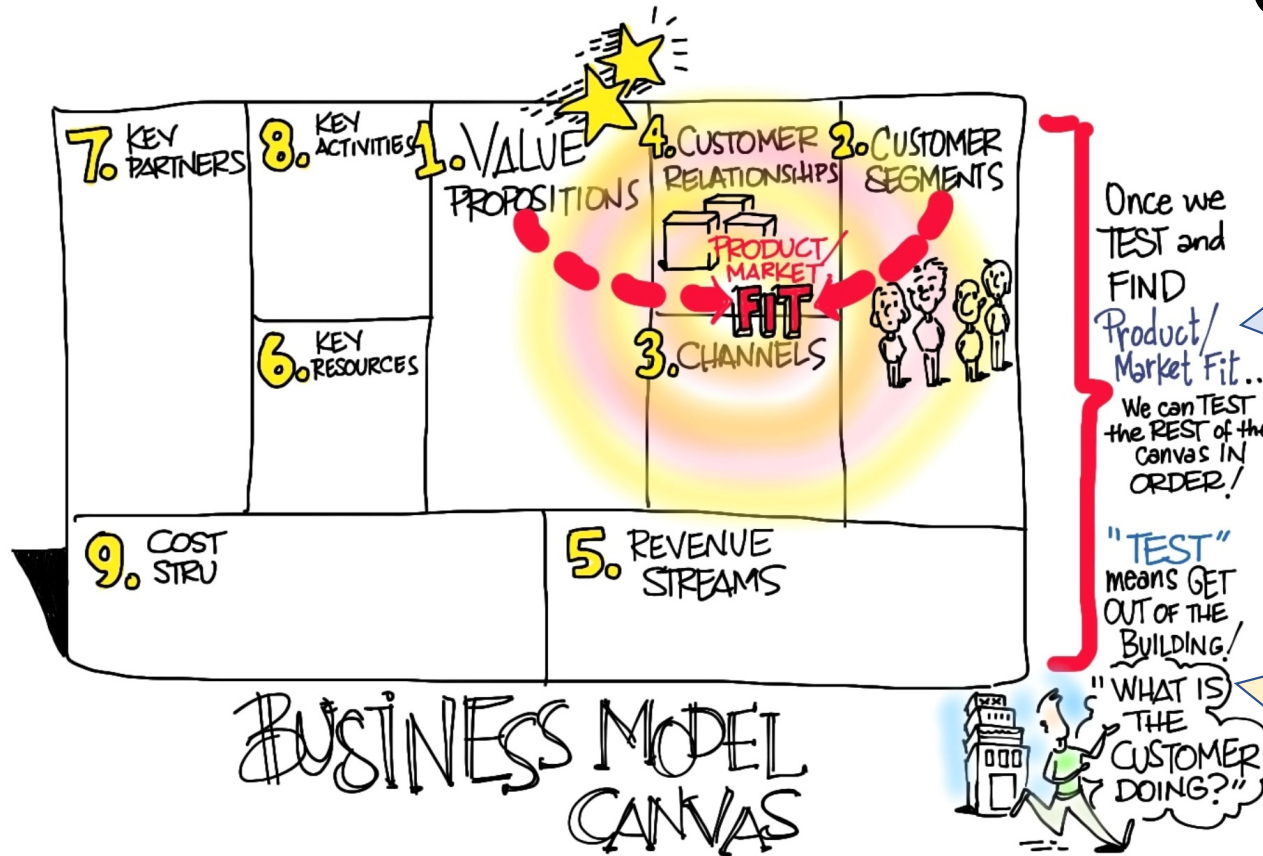 7. KEY
PARTNERS
8. KEY
ACTIVITIES
1. VALUE
PROPOSITIONS
4. CUSTOMER
RELATIONSHIPS
2. CUSTOMER
SEGMENTS
PRODUCT/
MARKET
FIT
6. KEY
RESOURCES
3. CHANNELS
9. COST
STRU
5. REVENUE
STREAMS
BUSINESS MODEL
CANVAS
Once we
TEST and
FIND
Product/
Market Fit..
We can TEST
the REST of the
canvas IN
ORDER!
"TEST"
means GET
OUT OF THE
BUILDING!
"WHAT IS
THE
CUSTOMER
DOING?"